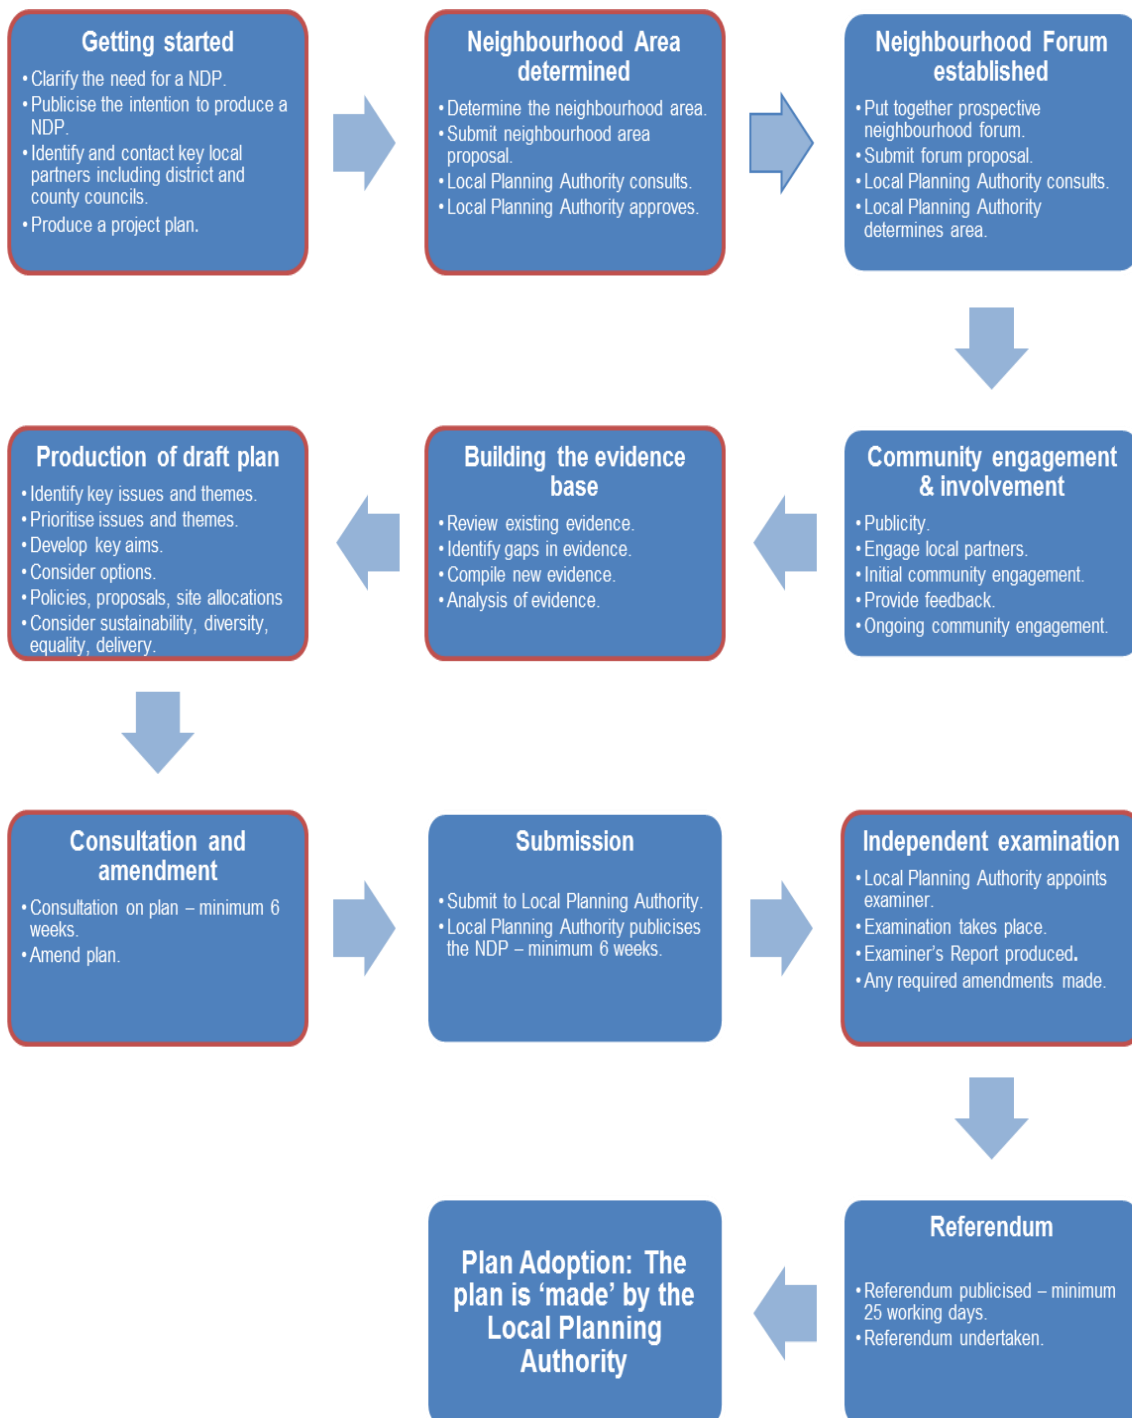 Getting started
• Clarify the need for a NDP.
• Publicise the intention to produce a
NDP.
• Identify and contact key local
partners including district and
county councils.
• Produce a project plan.
Neighbourhood Area
determined
• Determine the neighbourhood area.
• Submit neighbourhood area
proposal.
• Local Planning Authority consults.
• Local Planning Authority approves.
Neighbourhood Forum
established
• Put together prospective
neighbourhood forum.
• Submit forum proposal.
• Local Planning Authority consults.
• Local Planning Authority
determines area.
Community engagement
& involvement
• Publicity.
• Engage local partners.
• Initial community engagement.
• Provide feedback.
• Ongoing community engagement.
Building the evidence
base
• Review existing evidence.
• Identify gaps in evidence.
• Compile new evidence.
• Analysis of evidence.
Production of draft plan
• Identify key issues and themes.
• Prioritise issues and themes.
• Develop key aims.
• Consider options.
• Policies, proposals, site allocations
• Consider sustainability, diversity,
equality, delivery.
Consultation and
amendment
• Consultation on plan – minimum 6
weeks.
• Amend plan.
Submission
• Submit to Local Planning Authority.
• Local Planning Authority publicises
the NDP – minimum 6 weeks.
Independent examination
• Local Planning Authority appoints
examiner.
• Examination takes place.
• Examiner's Report produced.
• Any required amendments made.
Referendum
• Referendum publicised – minimum
25 working days.
• Referendum undertaken.
Plan Adoption: The
plan is ‘made’ by the
Local Planning
Authority